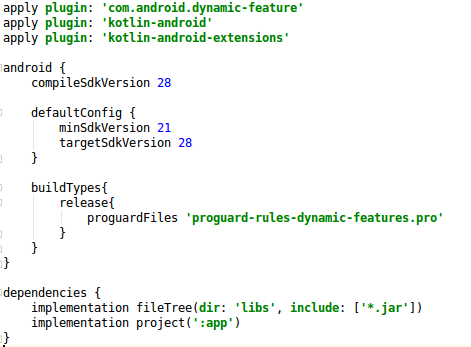 apply plugin: 'com.android.dynamic-feature'
apply plugin: 'kotlin-android'
apply plugin: 'kotlin-android-extensions'
android {
    compileSdkVersion 28
    defaultConfig {
        minSdkVersion 21
        targetSdkVersion 28
    }
    buildTypes{
        release{
            proguardFiles 'proguard-rules-dynamic-features.pro'
        }
    }
}
dependencies {
    implementation fileTree(dir: 'libs', include: ['*.jar'])
    implementation project(':app')
}